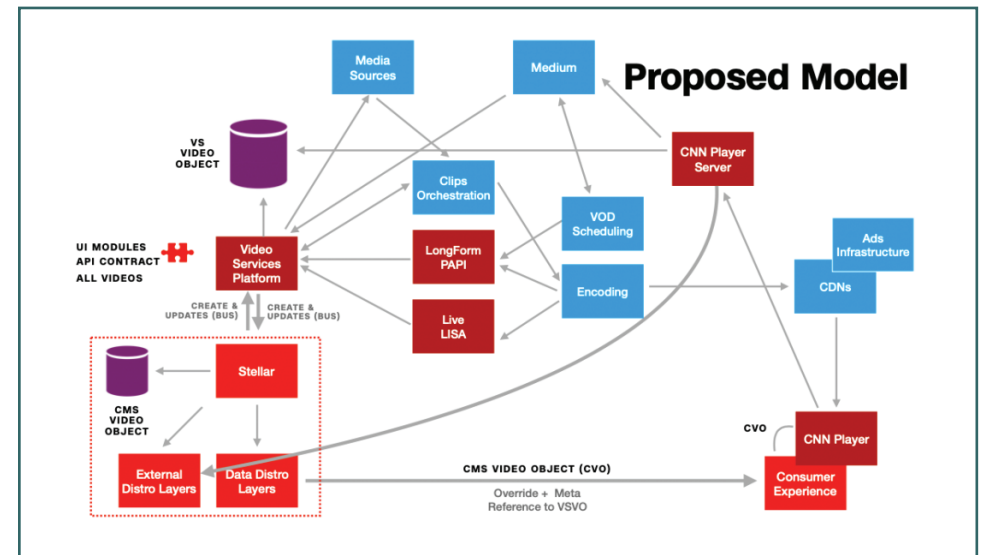 Proposed Model
Media
Sources
Medium
VS
VIDEO
OBJECT
CNN Player
Server
Clips
Orchestration
VOD
Scheduling
Ads
Infrastructure
UI MODULES
API CONTRACT
ALL VIDEOS
Video
Services
Platform
LongForm
PAPI
Encoding
CDNs
CREATE &
UPDATES (BUS)
CREATE &
UPDATES (BUS)
Live
LISA
Stellar
CMS
VIDEO
OBJECT
CVO
CNN Player
External
Distro Layers
Data Distro
Layers
CMS VIDEO OBJECT (CVO)
Override + Meta
Reference to VSVO
Consumer
Experience